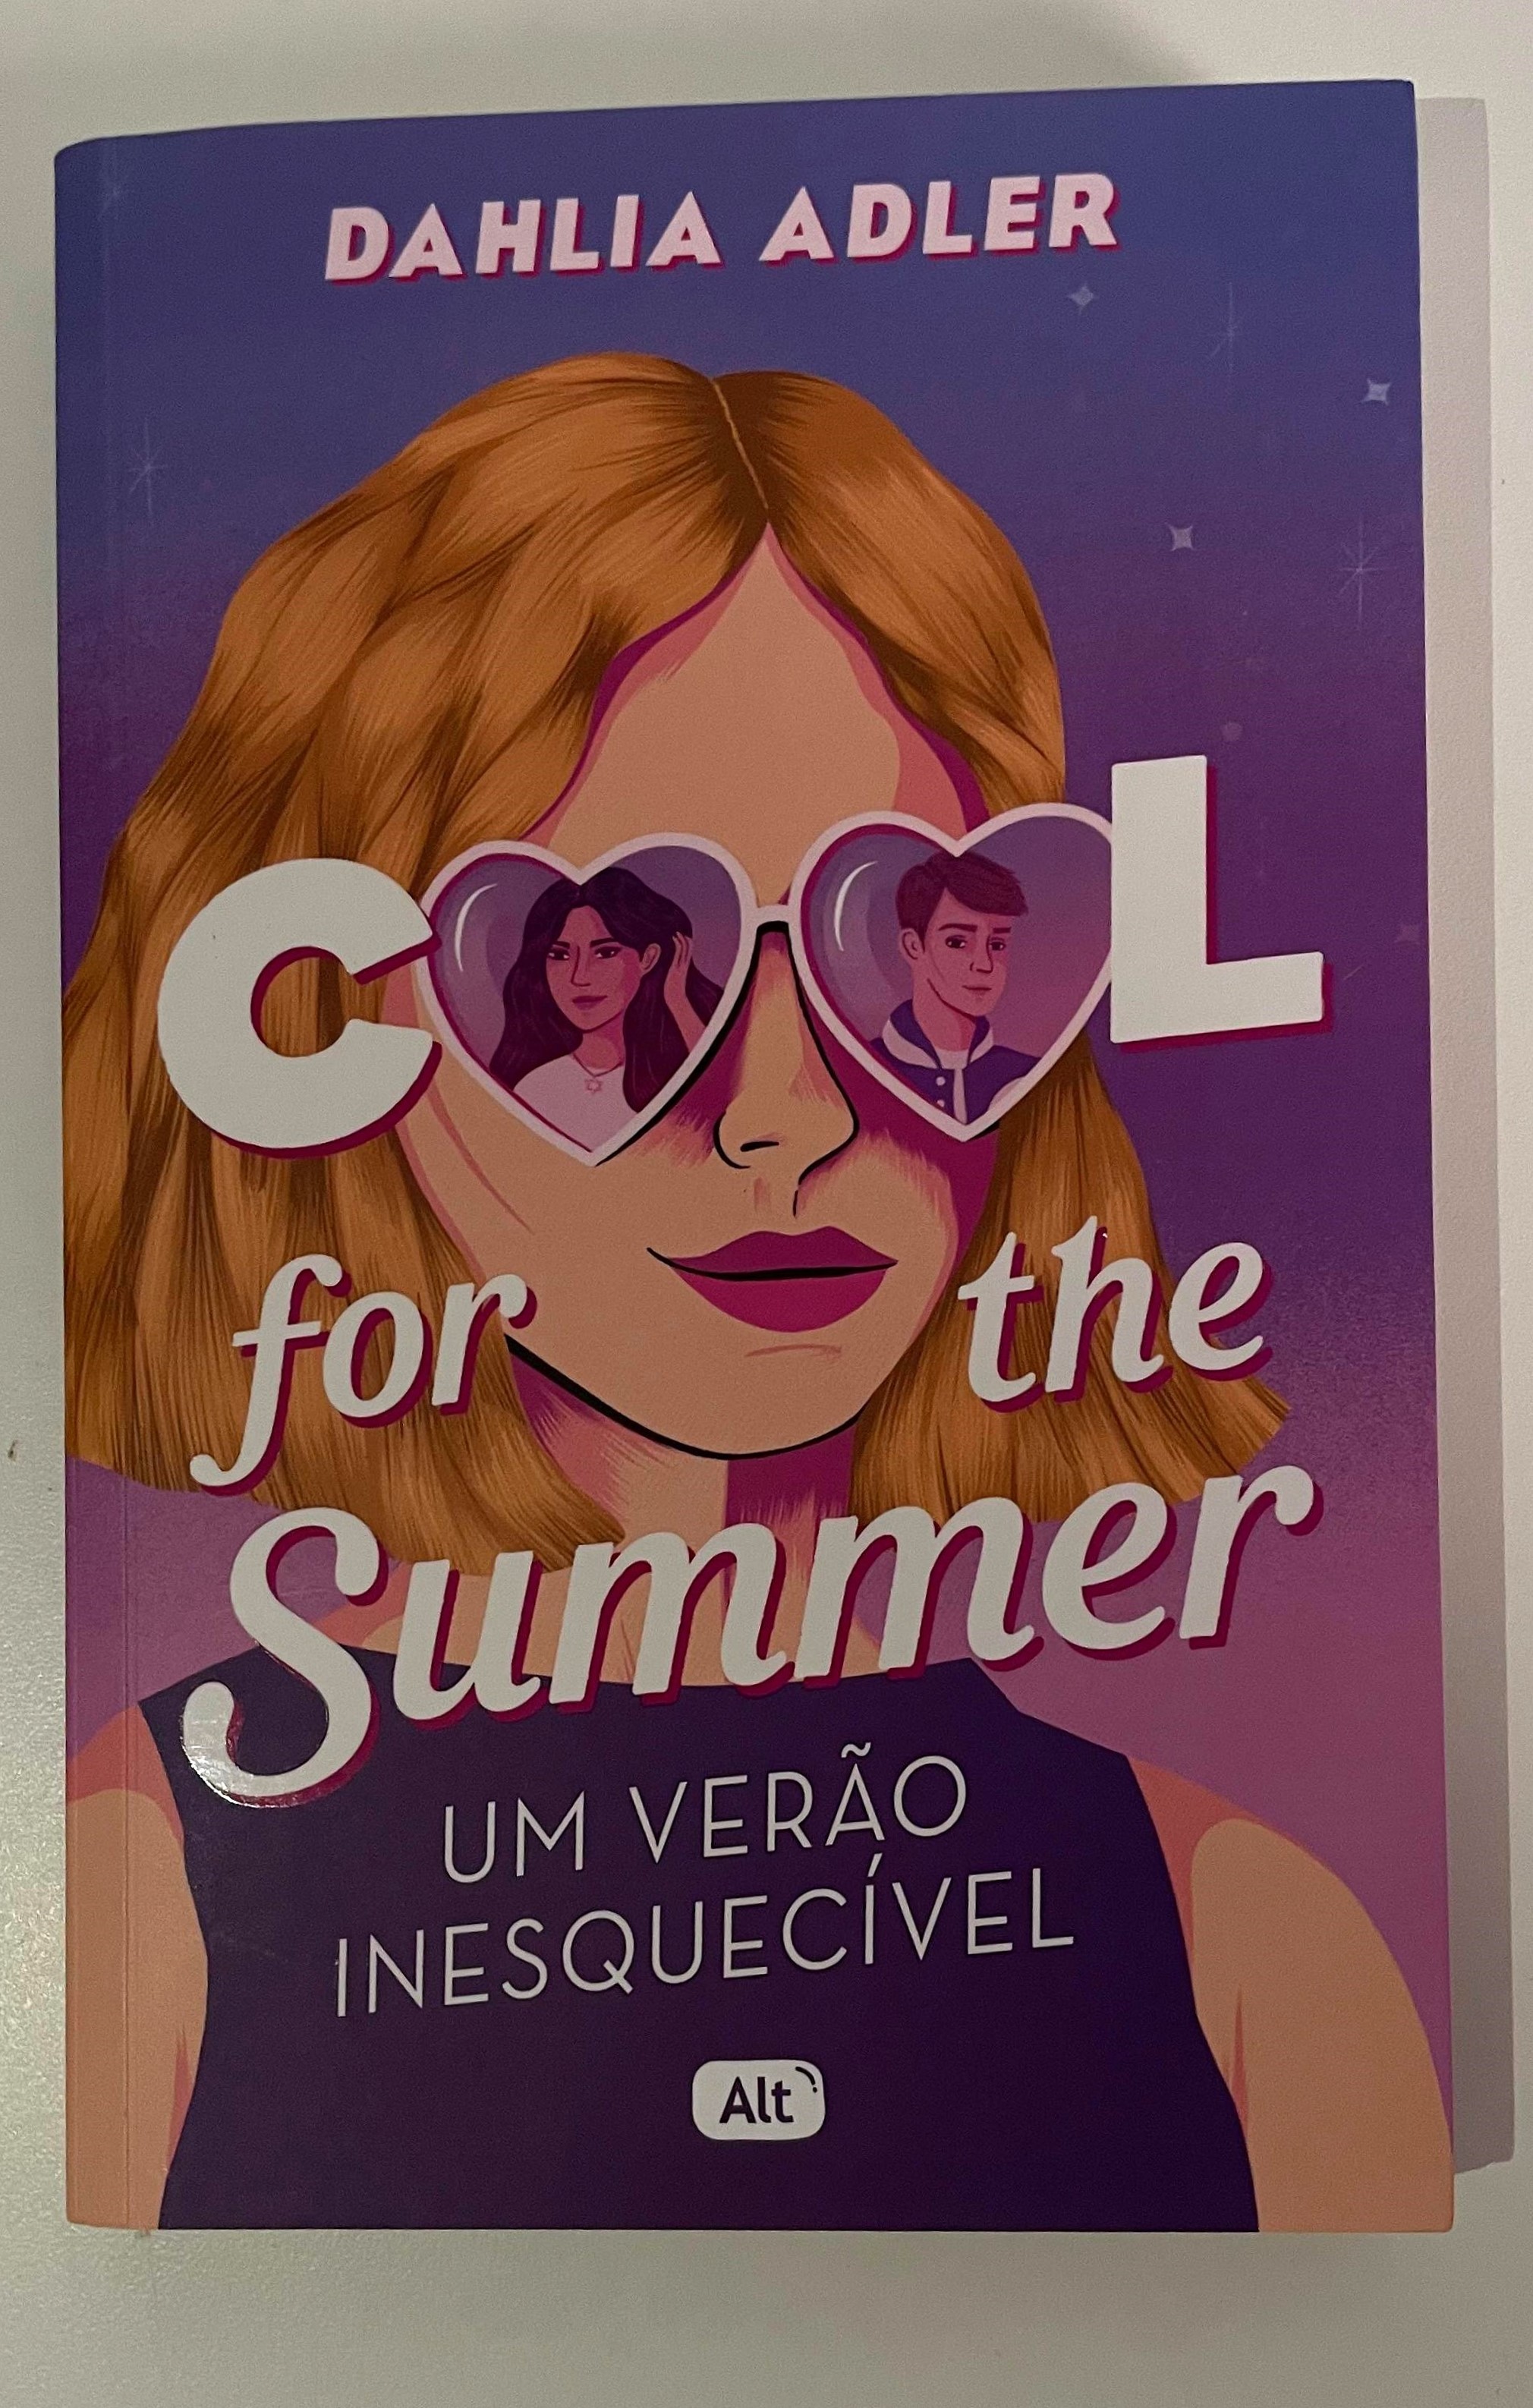 DAHLIA ADLER
COOL
for the
Summer
UM VERÃO
INESQUECÍVEL
Alt